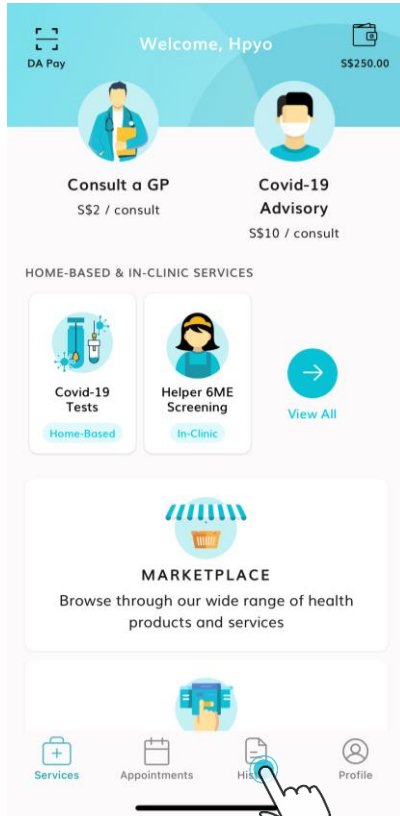 Welcome, Hpyo
DA Pay
S$250.00
Consult a GP
S$2 / consult
Covid-19
Advisory
S$10 / consult
HOME-BASED & IN-CLINIC SERVICES
Covid-19
Tests
Home-Based
Helper 6ME
Screening
In-Clinic
View All
MARKETPLACE
Browse through our wide range of health
products and services
Services
Appointments
Profile